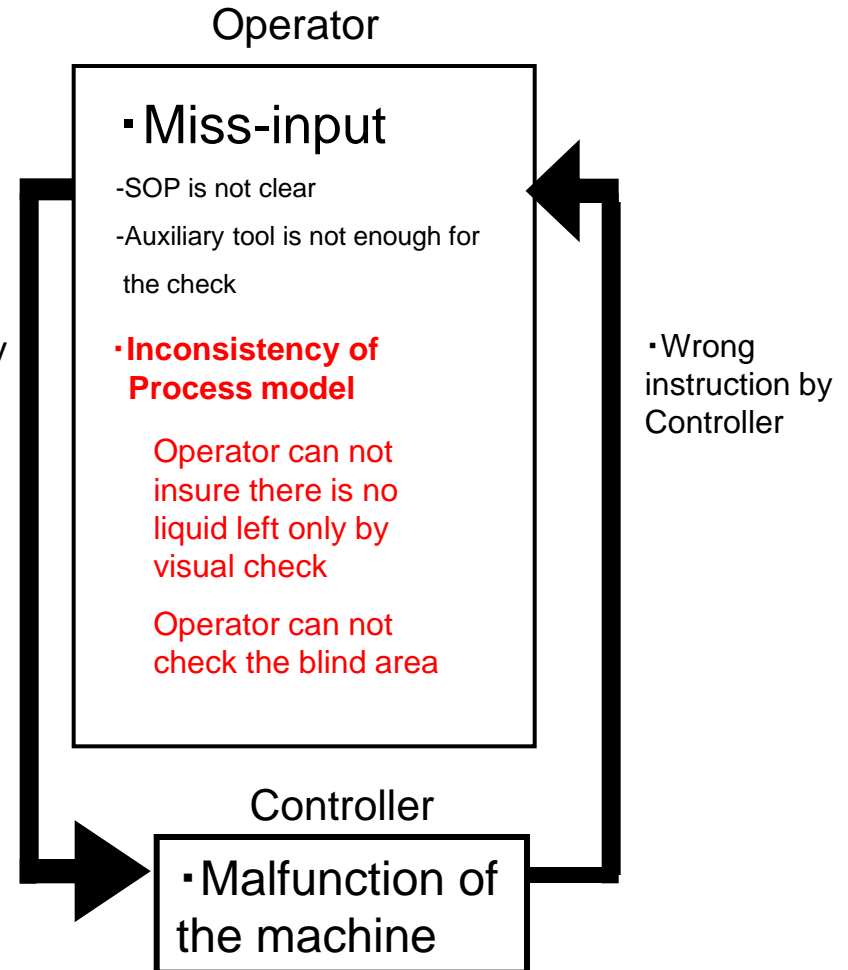 Operator
・Miss-input
-SOP is not clear
-Auxiliary tool is not enough for
the check
・Inconsistency of
Process model
Operator can not
insure there is no
liquid left only by
visual check
Operator can not
check the blind area
・Wrong
instruction by
Controller
Controller
・Malfunction of
the machine